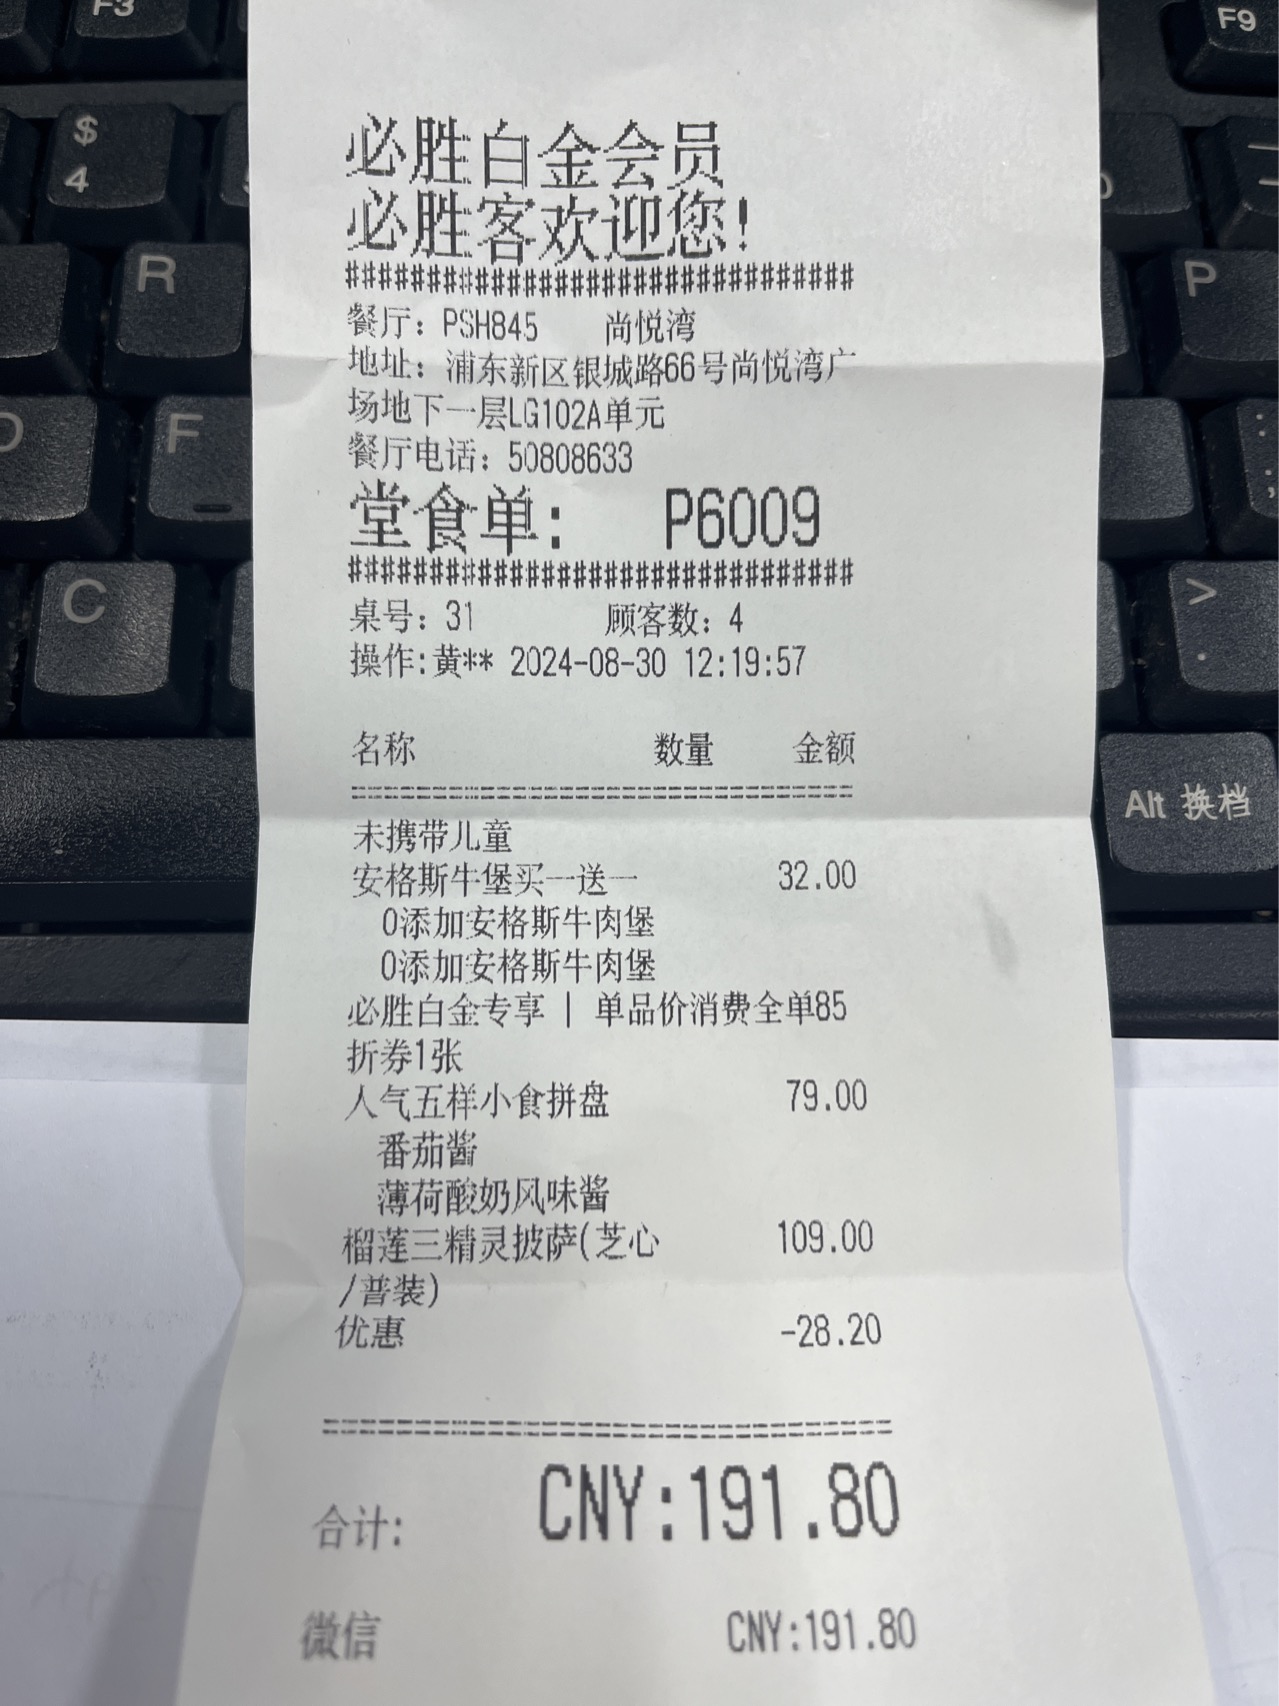 F3
F9
$
4
R
P
D
F
C
>
.
Alt 换档
必胜白金会员
必胜客欢迎您!
################################
餐厅: PSH845 尚悦湾
地址: 浦东新区银城路66号尚悦湾广
场地下一层LG102A单元
餐厅电话: 50808633
堂食单: P6009
################################
桌号: 31 顾客数: 4
操作:黄** 2024-08-30 12:19:57
名称 数量 金额
================================
未携带儿童
安格斯牛堡买一送一 32.00
0添加安格斯牛肉堡
0添加安格斯牛肉堡
必胜白金专享 | 单品价消费全单85
折券1张
人气五样小食拼盘 79.00
番茄酱
薄荷酸奶风味酱
榴莲三精灵披萨(芝心 109.00
/普装)
优惠 -28.20
================================
合计: CNY:191.80
微信 CNY:191.80